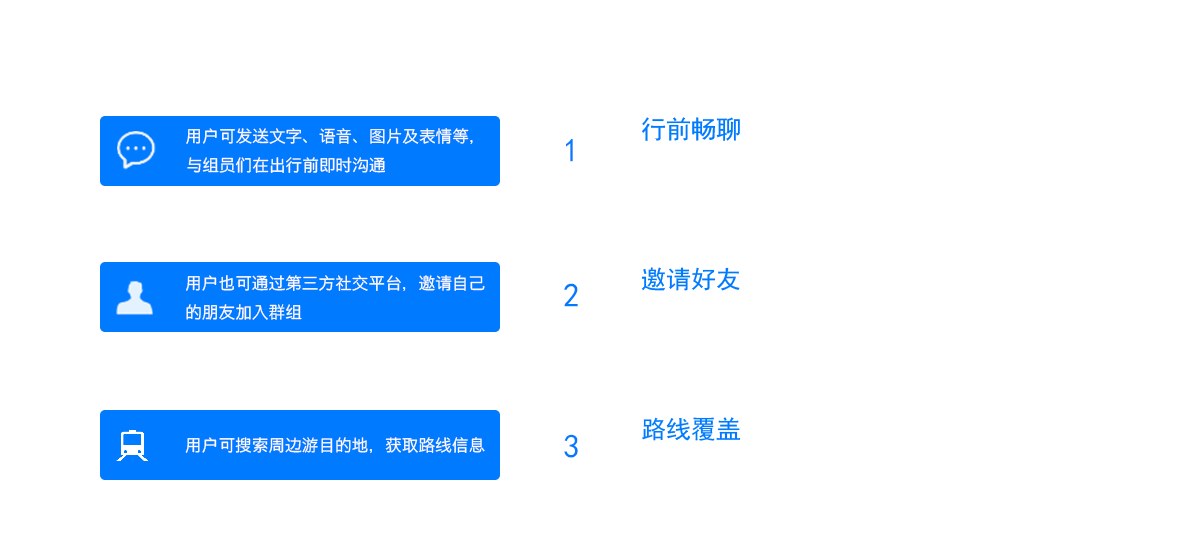 用户可发送文字、语音、图片及表情等，
与组员们在出行前即时沟通
1
行前畅聊
用户也可通过第三方社交平台，邀请自己
的朋友加入群组
2
邀请好友
用户可搜索周边游目的地，获取路线信息
3
路线覆盖